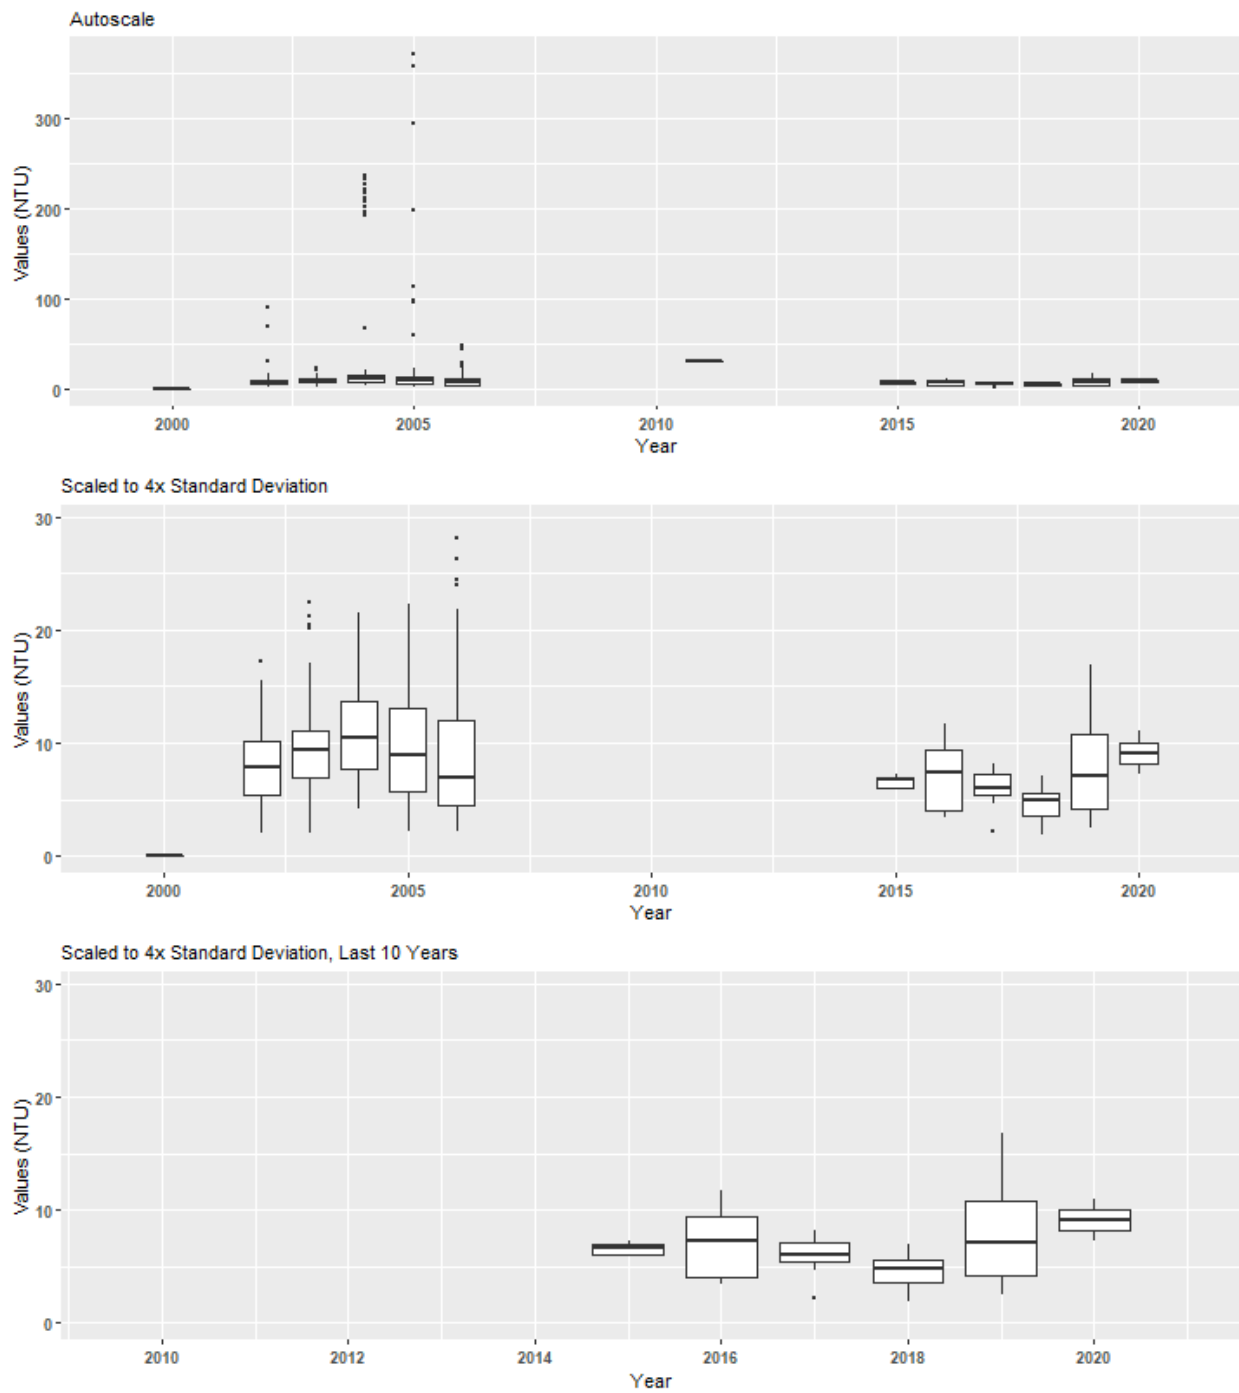 Autoscale
300
200
100
0
Values (NTU)
2000 2005 2010 2015 2020
Year
Scaled to 4x Standard Deviation
30
20
10
0
Values (NTU)
2000 2005 2010 2015 2020
Year
Scaled to 4x Standard Deviation, Last 10 Years
30
20
10
0
Values (NTU)
2010 2012 2014 2016 2018 2020
Year